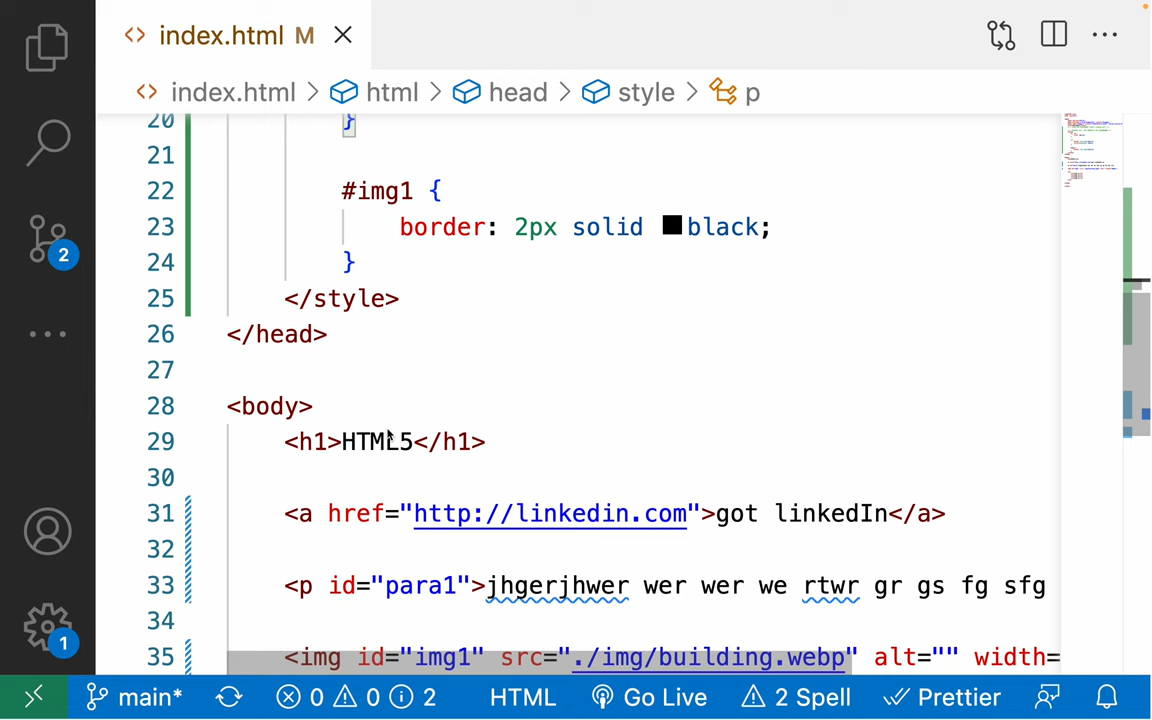 index.html M
index.html > html > head > style > p
20 }
21
22 #img1 {
23 border: 2px solid black;
24 }
25 </style>
26 </head>
27
28 <body>
29 <h1>HTML5</h1>
30
31 <a href="http://linkedin.com">got linkedIn</a>
32
33 <p id="para1">jhgerjhwer wer wer we rtwr gr gs fg sfg
34
35 <img id="img1" src="./img/building.webp" alt="" width=
2
1
main* 0 0 2 HTML Go Live 2 Spell Prettier